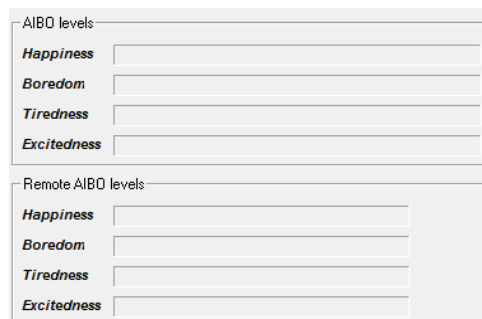 AIBO levels
Happiness
Boredom
Tiredness
Excitedness
Remote AIBO levels
Happiness
Boredom
Tiredness
Excitedness